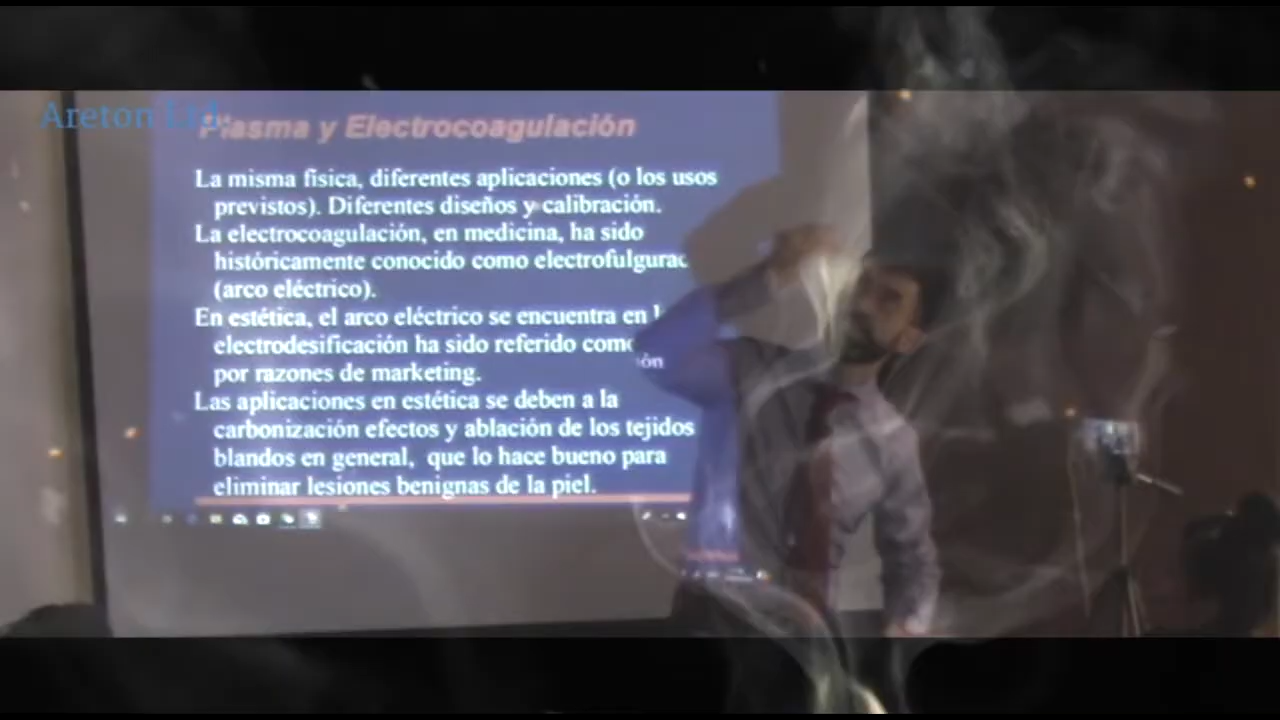 Areton Ltd.
Plasma y Electrocoagulación
La misma física, diferentes aplicaciones (o los usos
previstos). Diferentes diseños y calibración.
La electrocoagulación, en medicina, ha sido
históricamente conocido como
(arco eléctrico).
En estética, el arco eléctrico se encuentra en
electrodesificación ha sido referido como
por razones de marketing.
Las aplicaciones en estética se deben a la
carbonización efectos y ablación de los tejidos
blandos en general, que lo hace bueno para
eliminar lesiones benignas de la piel.